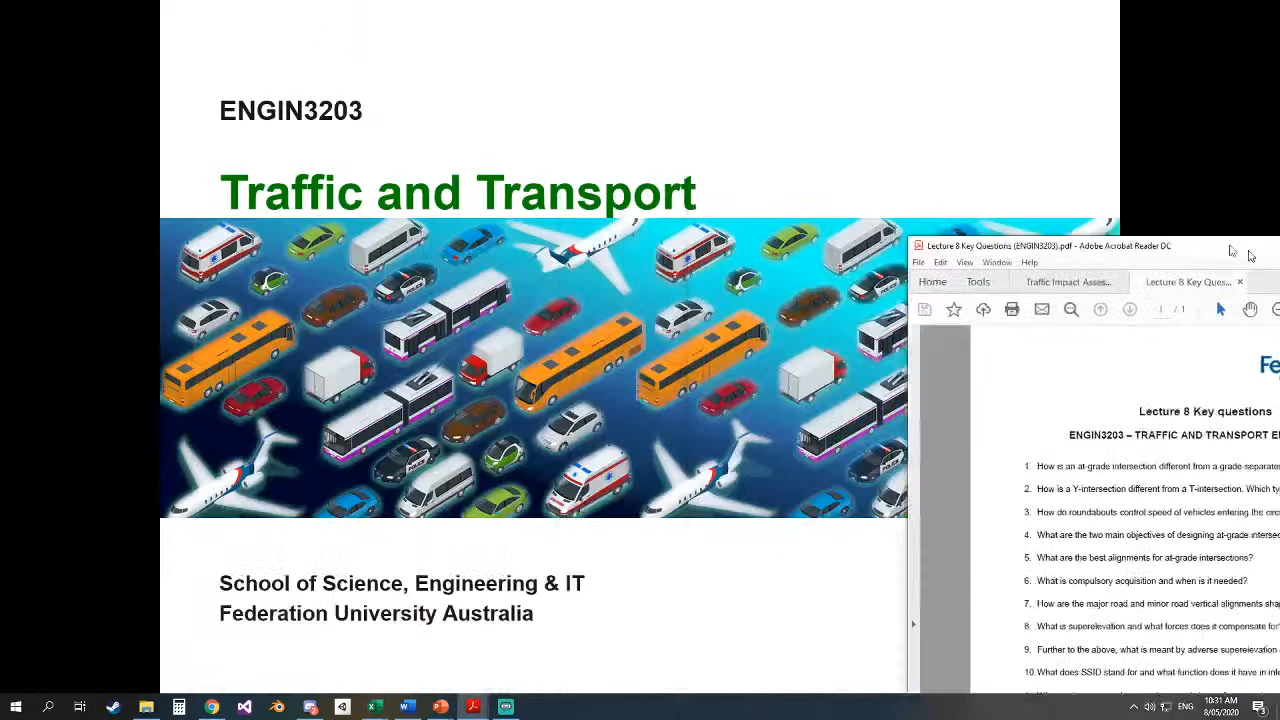 ENGIN3203
Traffic and Transport
School of Science, Engineering & IT
Federation University Australia
Lecture 8 Key Questions (ENGIN3203).pdf - Adobe Acrobat Reader DC
File Edit View Window Help
Home Tools Traffic Impact Asses... Lecture 8 Key Ques... ×
/ 1
Fe
Lecture 8 Key questions
ENGIN3203 – TRAFFIC AND TRANSPORT E
1. How is an at-grade intersection different from a grade-separate
2. How is a Y-intersection different from a T-intersection. Which ty
3. How do roundabouts control speed of vehicles entering the circ
4. What are the two main objectives of designing at-grade interse
5. What are the best alignments for at-grade intersections?
6. What is compulsory acquisition and when is it needed?
7. How are the major road and minor road vertical alignments sha
8. What is superelevation and what forces does it compensate for
9. Further to the above, what is meant by adverse superelevation
10. What does SSID stand for and what function does it have in inte
ENG
10:31 AM
8/05/2020